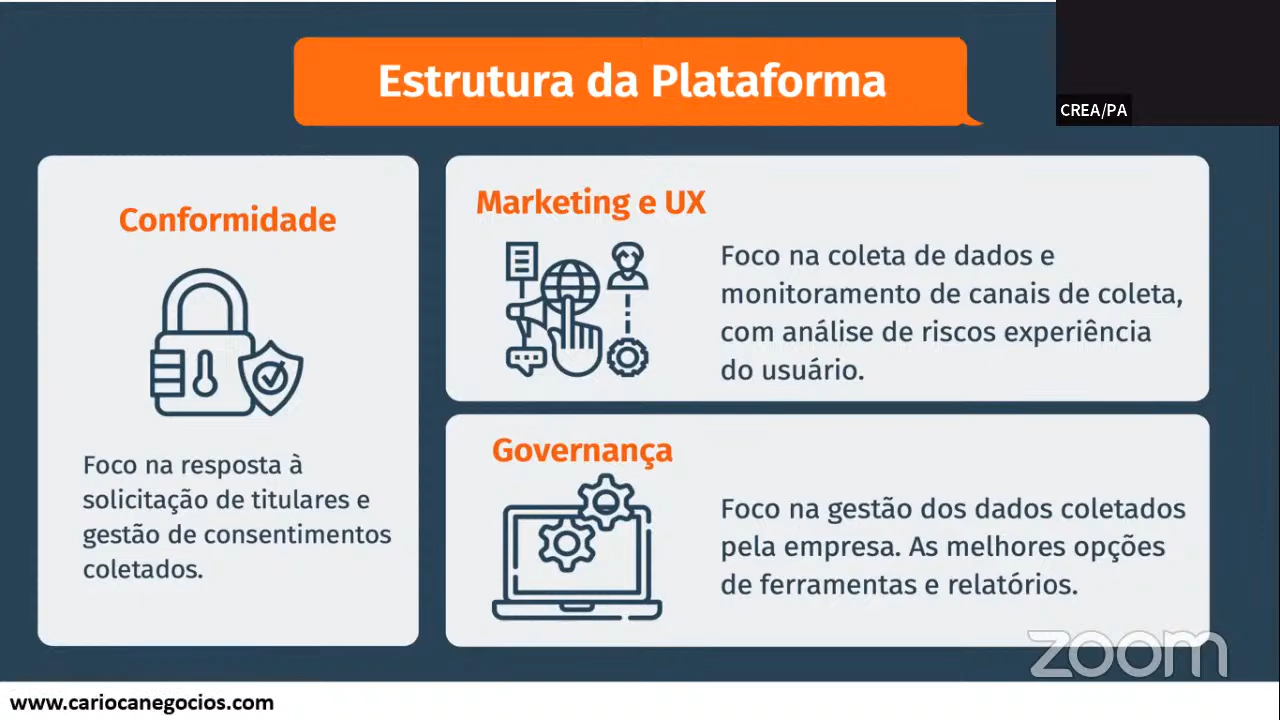 Estrutura da Plataforma
CREA/PA
Conformidade
Foco na resposta à
solicitação de titulares e
gestão de consentimentos
coletados.
Marketing e UX
Foco na coleta de dados e
monitoramento de canais de coleta,
com análise de riscos experiência
do usuário.
Governança
Foco na gestão dos dados coletados
pela empresa. As melhores opções
de ferramentas e relatórios.
zoom
www.cariocanegocios.com